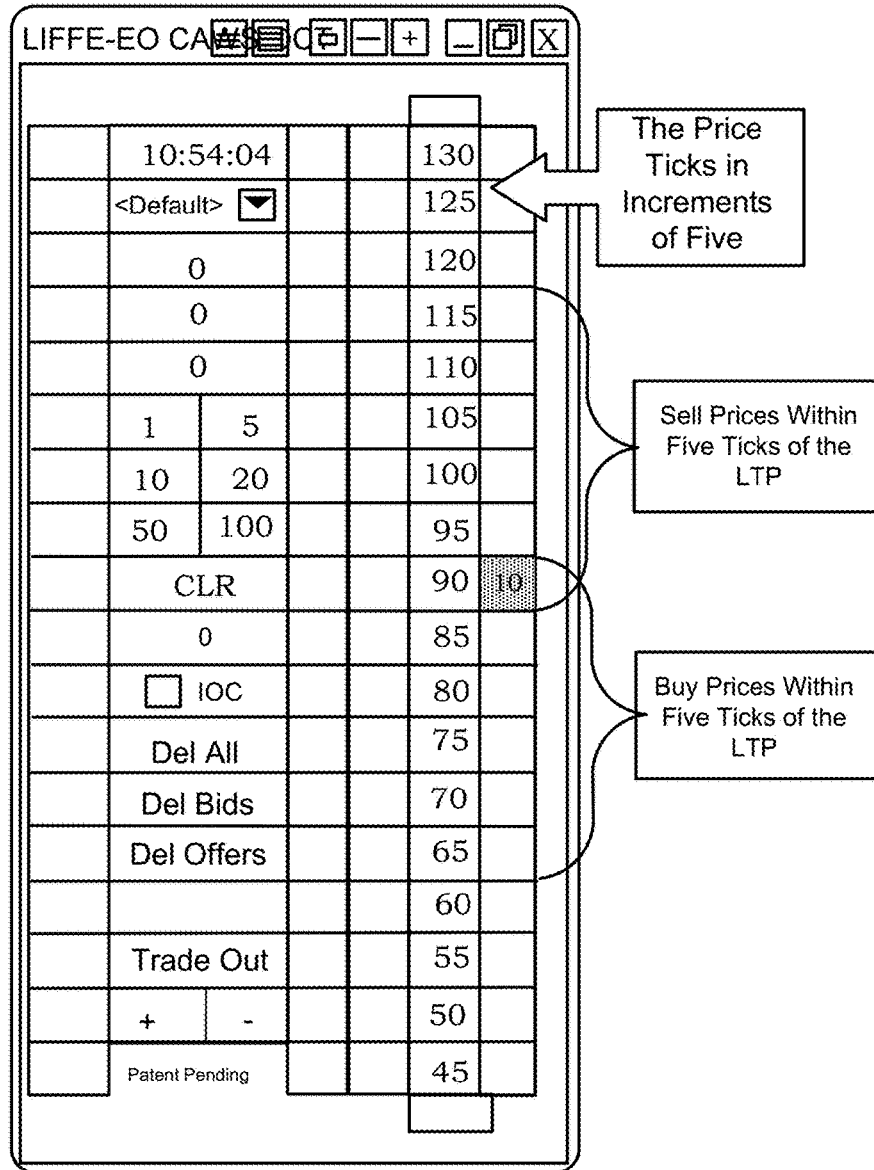 LIFFE-EO
X
10:54:04 130
<Default> 125
0 120
0 115
0 110
1 5 105
10 20 100
50 100 95
CLR 90 10
0 85
IOC 80
Del All 75
Del Bids 70
Del Offers 65
60
Trade Out 55
+ - 50
Patent Pending 45
The Price
Ticks in
Increments
of Five
Sell Prices Within
Five Ticks of the
LTP
Buy Prices Within
Five Ticks of the
LTP